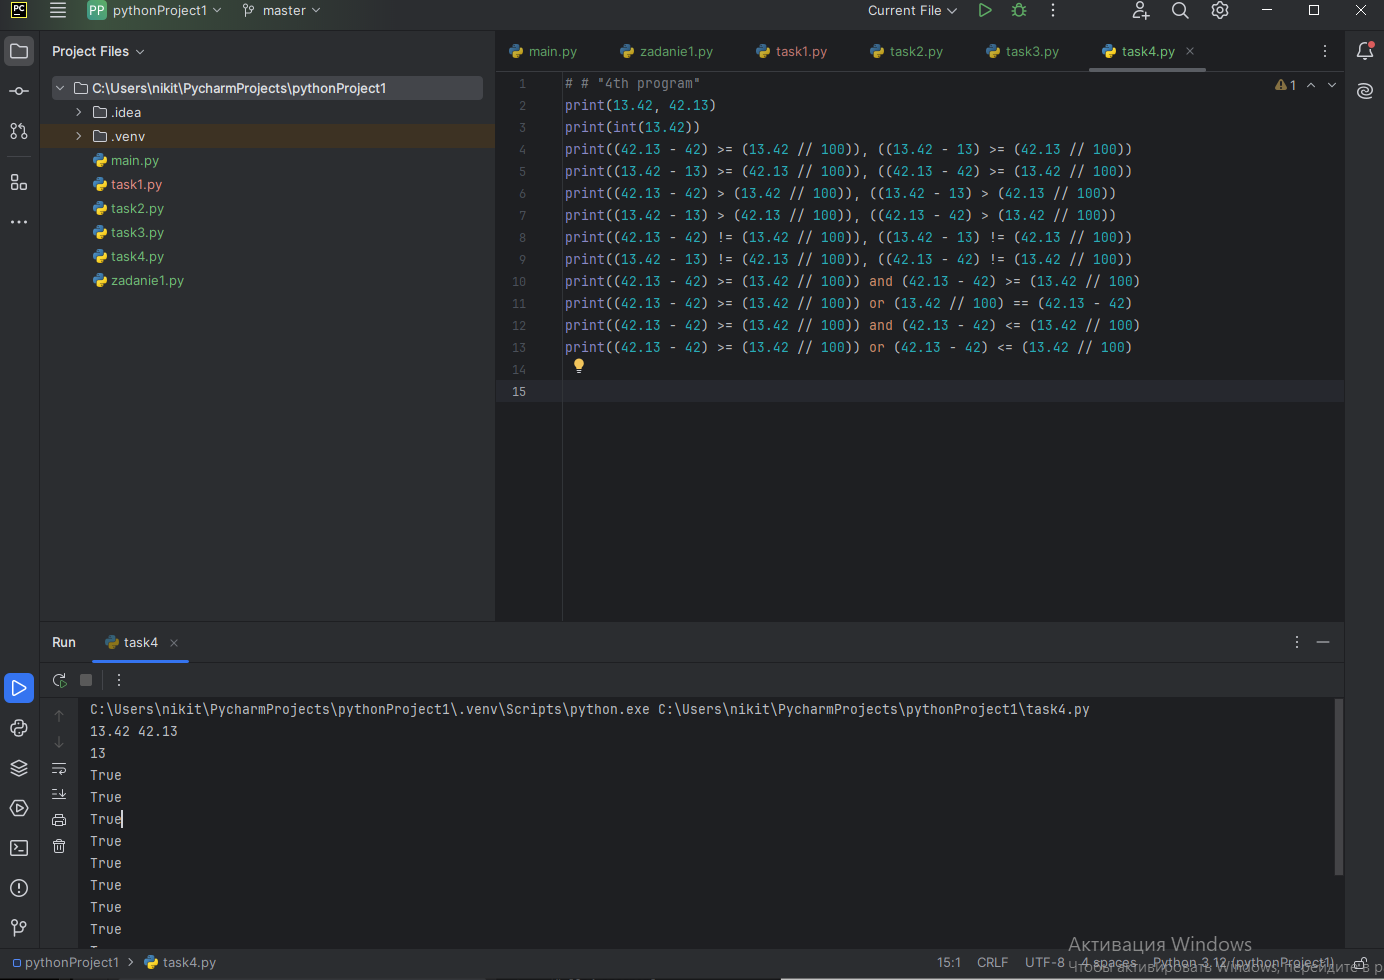 PC PP pythonProject1 master Current File
Project Files
main.py zadanie1.py task1.py task2.py task3.py task4.py
C:\Users\nikit\PycharmProjects\pythonProject1
.idea
.venv
main.py
task1.py
task2.py
task3.py
task4.py
zadanie1.py
1 # # "4th program"
2 print(13.42, 42.13)
3 print(int(13.42))
4 print((42.13 - 42) >= (13.42 // 100)), ((13.42 - 13) >= (42.13 // 100))
5 print((13.42 - 13) >= (42.13 // 100)), ((42.13 - 42) >= (13.42 // 100))
6 print((42.13 - 42) > (13.42 // 100)), ((13.42 - 13) > (42.13 // 100))
7 print((13.42 - 13) > (42.13 // 100)), ((42.13 - 42) > (13.42 // 100))
8 print((42.13 - 42) != (13.42 // 100)), ((13.42 - 13) != (42.13 // 100))
9 print((13.42 - 13) != (42.13 // 100)), ((42.13 - 42) != (13.42 // 100))
10 print((42.13 - 42) >= (13.42 // 100)) and (42.13 - 42) >= (13.42 // 100)
11 print((42.13 - 42) >= (13.42 // 100)) or (13.42 // 100) == (42.13 - 42)
12 print((42.13 - 42) >= (13.42 // 100)) and (42.13 - 42) <= (13.42 // 100)
13 print((42.13 - 42) >= (13.42 // 100)) or (42.13 - 42) <= (13.42 // 100)
14
15
1
Run task4
C:\Users\nikit\PycharmProjects\pythonProject1\.venv\Scripts\python.exe C:\Users\nikit\PycharmProjects\pythonProject1\task4.py
13.42 42.13
13
True
True
True
True
True
True
True
True
Активация Windows
Чтобы активировать Windows, перейдите в р
pythonProject1 task4.py 15:1 CRLF UTF-8 4 spaces Python 3.12 (pythonProject1)